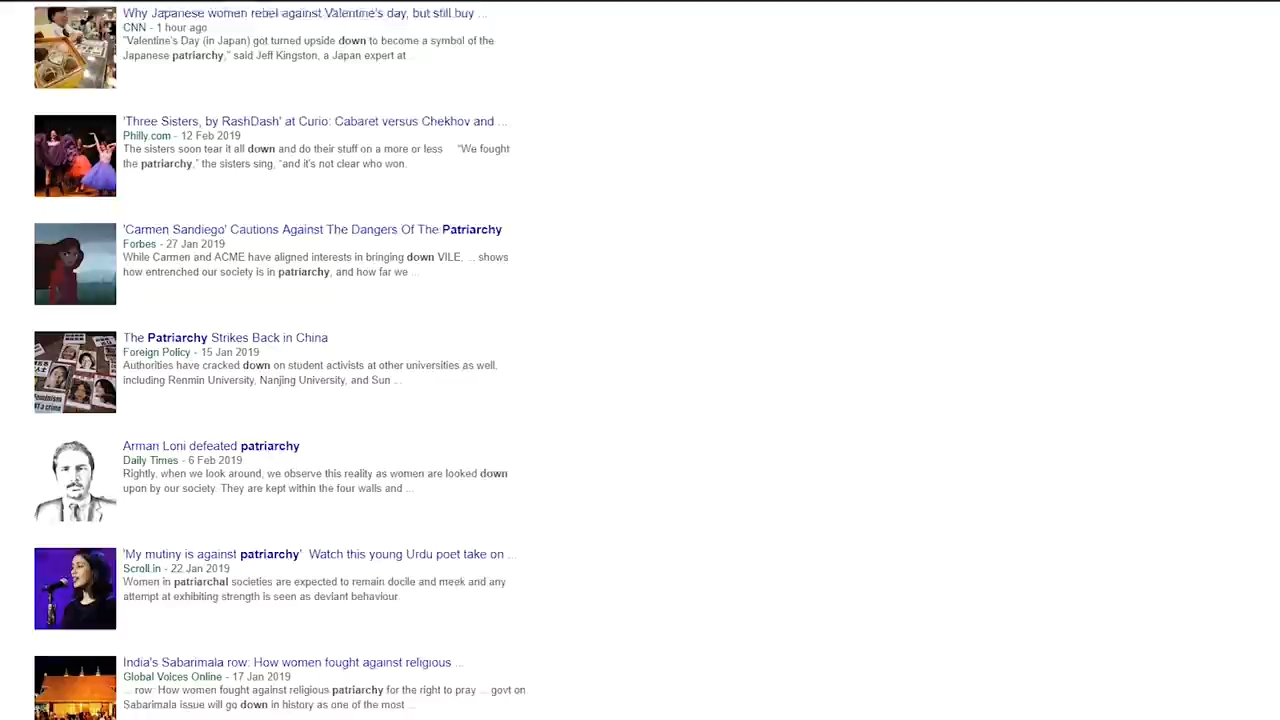 Why Japanese women rebel against Valentine's day, but still buy ...
CNN - 1 hour ago
"Valentine's Day (in Japan) got turned upside down to become a symbol of the
Japanese patriarchy," said Jeff Kingston, a Japan expert at ...
'Three Sisters, by RashDash' at Curio: Cabaret versus Chekhov and ...
Philly.com - 12 Feb 2019
The sisters soon tear it all down and do their stuff on a more or less “We fought
the patriarchy,” the sisters sing, “and it's not clear who won.
'Carmen Sandiego' Cautions Against The Dangers Of The Patriarchy
Forbes - 27 Jan 2019
While Carmen and ACME have aligned interests in bringing down VILE, ... shows
how entrenched our society is in patriarchy, and how far we ...
The Patriarchy Strikes Back in China
Foreign Policy - 15 Jan 2019
Authorities have cracked down on student activists at other universities as well,
including Renmin University, Nanjing University, and Sun ...
Arman Loni defeated patriarchy
Daily Times - 6 Feb 2019
Rightly, when we look around, we observe this reality as women are looked down
upon by our society. They are kept within the four walls and ...
'My mutiny is against patriarchy' Watch this young Urdu poet take on ...
Scroll.in - 22 Jan 2019
Women in patriarchal societies are expected to remain docile and meek and any
attempt at exhibiting strength is seen as deviant behaviour.
India's Sabarimala row: How women fought against religious ...
Global Voices Online - 17 Jan 2019
... row: How women fought against religious patriarchy for the right to pray ... govt on
Sabarimala issue will go down in history as one of the most ...